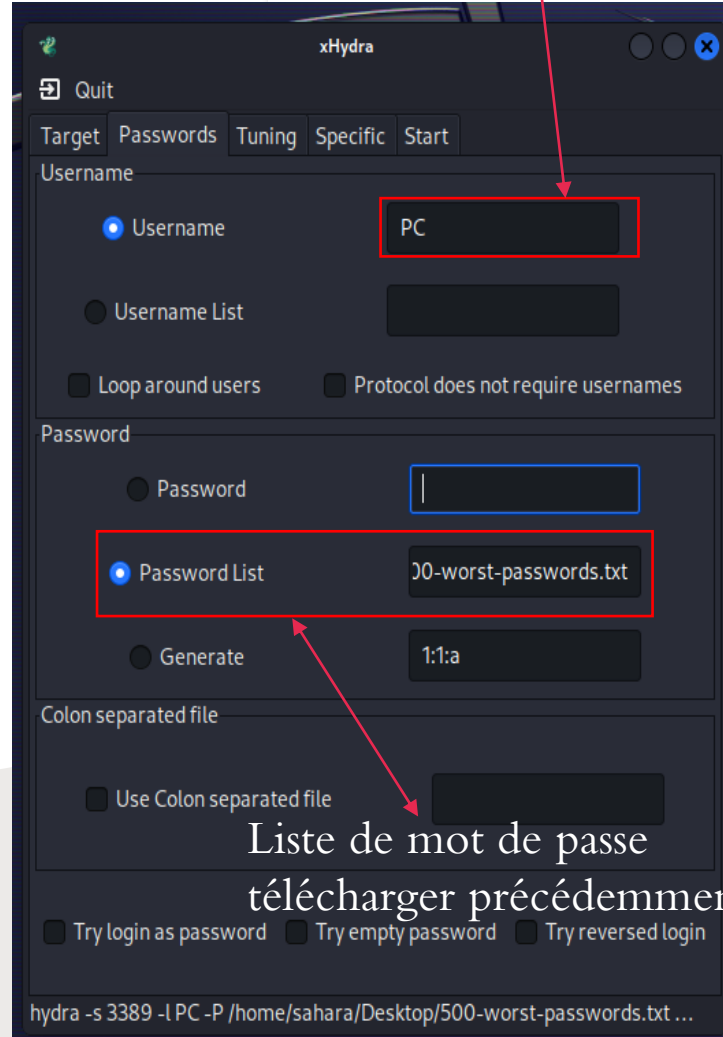 xHydra
Quit
Target Passwords Tuning Specific Start
Username
Username PC
Username List
Loop around users Protocol does not require usernames
Password
Password
Password List 00-worst-passwords.txt
Generate 1:1:a
Colon separated file
Use Colon separated file
Liste de mot de passe
télécharger
Try login as password Try empty password Try reversed login
hydra -s 3389 -l PC -P /home/sahara/Desktop/500-worst-passwords.txt ...